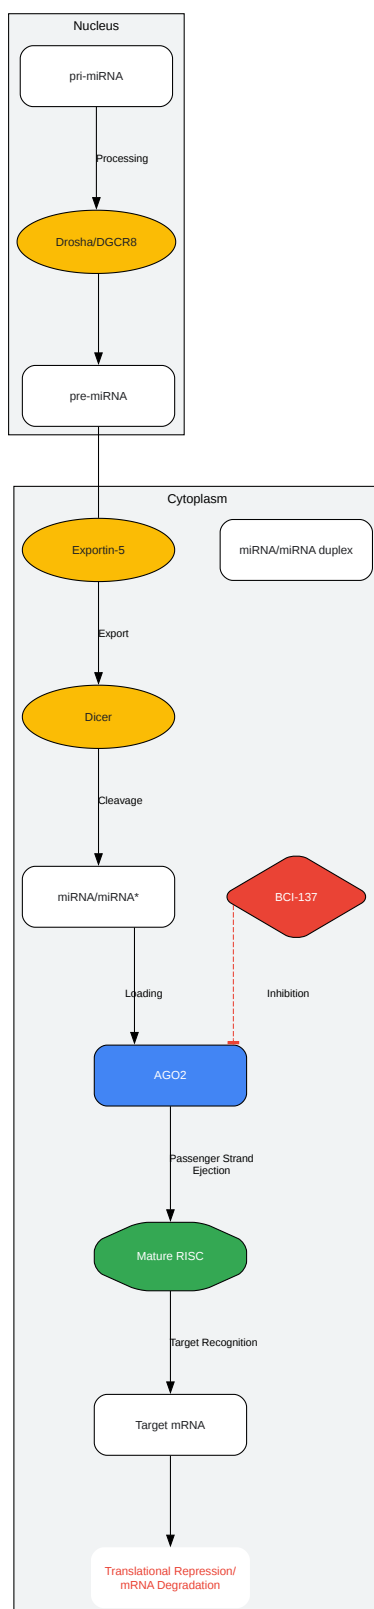 Nucleus
pri-miRNA
Processing
Drosha/DGCR8
pre-miRNA
Cytoplasm
Exportin-5
miRNA/miRNA duplex
Export
Dicer
Cleavage
miRNA/miRNA*
BCI-137
Loading
Inhibition
AGO2
Passenger Strand
Ejection
Mature RISC
Target Recognition
Target mRNA
Translational Repression/
mRNA Degradation